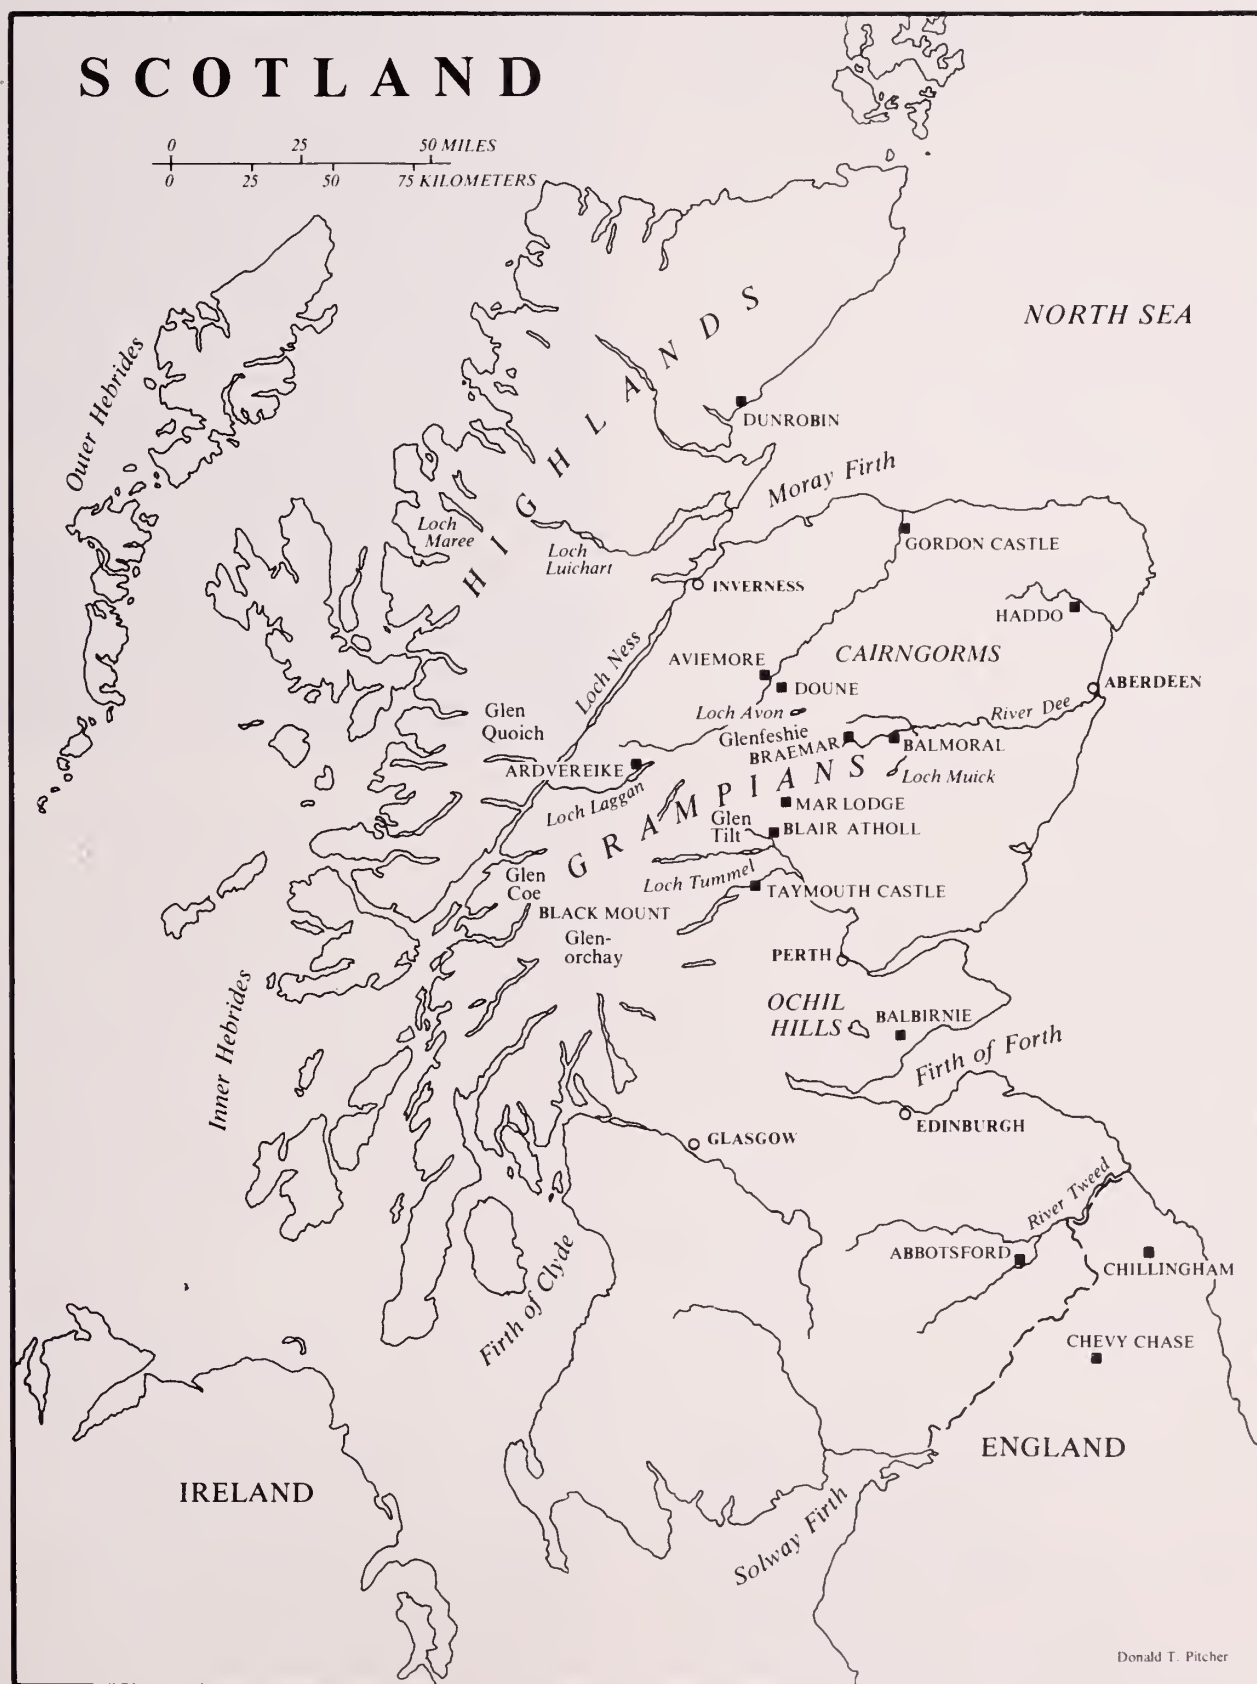 SCOTLAND
0 25 50 MILES
0 25 50 75 KILOMETERS
NORTH SEA
Outer Hebrides
HIGHLANDS
DUNROBIN
Moray Firth
Loch
Maree
Loch
Luichart
GORDON CASTLE
INVERNESS
HADDO
Loch Ness
AVIEMORE
CAIRNGORMS
DOUNE
ABERDEEN
Glen
Quoich
Loch Avon
River Dee
Glenfeshie
BRAEMAR
BALMORAL
ARDVEREIKE
Loch Muick
Loch Laggan
GRAMPIANS
MAR LODGE
Glen
Tilt
BLAIR ATHOLL
Glen
Coe
Loch Tummel
TAYMOUTH CASTLE
BLACK MOUNT
Glen-
orchay
PERTH
Inner Hebrides
OCHIL
HILLS
BALBIRNIE
Firth of Forth
EDINBURGH
GLASGOW
River Tweed
ABBOTSFORD
CHILLINGHAM
Firth of Clyde
CHEVY CHASE
ENGLAND
IRELAND
Solway Firth
Donald T. Pitcher